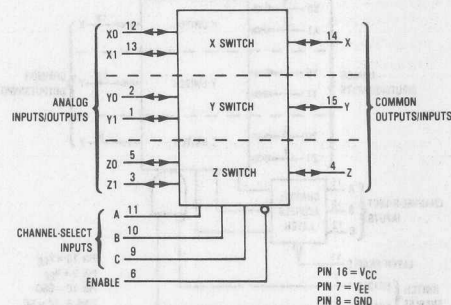 X0 12
X1 13
X SWITCH
14 X
ANALOG
INPUTS/OUTPUTS
Y0 2
Y1 1
Y SWITCH
15 Y
COMMON
OUTPUTS/INPUTS
Z0 5
Z1 3
Z SWITCH
4 Z
CHANNEL-SELECT
INPUTS
A 11
B 10
C 9
ENABLE 6
PIN 16 = VCC
PIN 7 = VEE
PIN 8 = GND